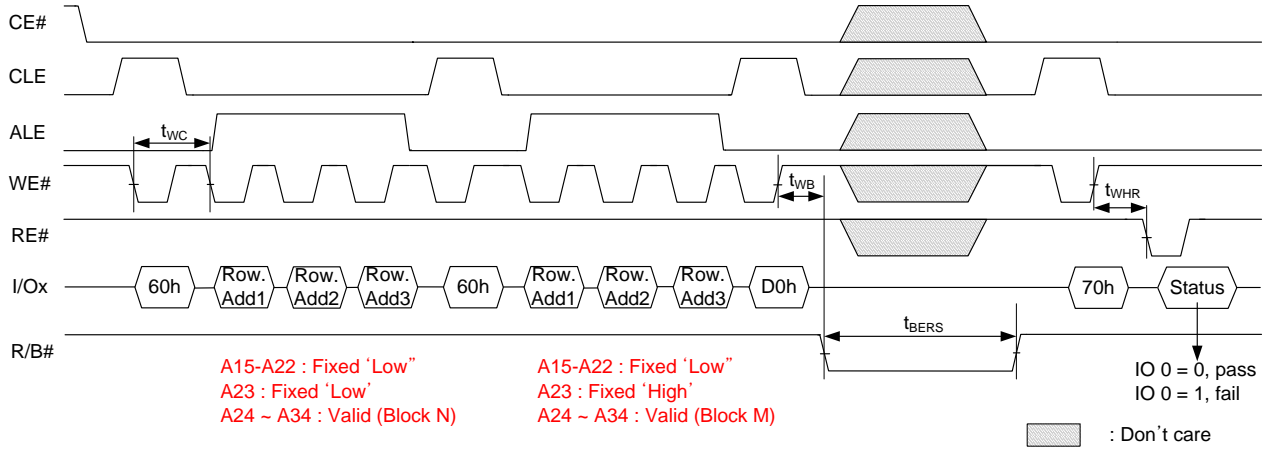 CE#
CLE
ALE
tWC
WE#
tWB
tWHR
RE#
I/Ox 60h Row. Add1 Row. Add2 Row. Add3 60h Row. Add1 Row. Add2 Row. Add3 D0h 70h Status
tBERS
R/B#
A15-A22 : Fixed ‘Low”
A23 : Fixed ‘Low’
A24 ~ A34 : Valid (Block N)
A15-A22 : Fixed ‘Low”
A23 : Fixed ‘High’
A24 ~ A34 : Valid (Block M)
IO 0 = 0, pass
IO 0 = 1, fail
: Don’t care